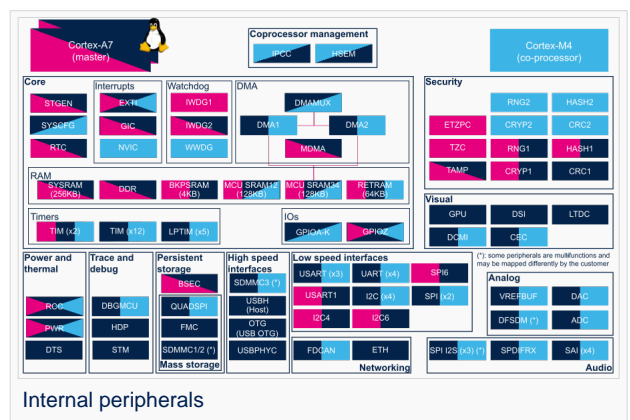 Cortex-A7
(master)
Coprocessor management
IPCC
HSEM
Cortex-M4
(co-processor)
Core
STGEN
SYSCFG
RTC
Interrupts
EXTI
GIC
NVIC
Watchdog
IWDG1
IWDG2
WWDG
DMA
DMAMUX
DMA1
DMA2
MDMA
Security
RNG2
HASH2
ETZPC
CRYP2
CRC2
TZC
RNG1
HASH1
TAMP
CRYP1
CRC1
RAM
SYSRAM
(256KB)
DDR
BKPSRAM
(4KB)
MCU SRAM12
(128KB)
MCU SRAM34
(128KB)
RETRAM
(64KB)
Timers
TIM (x2)
TIM (x12)
LPTIM (x5)
IOs
GPIOA-K
GPIOZ
Visual
GPU
DSI
LTDC
DCMI
CEC
(*): some peripherals are multifunctions and
may be mapped differently by the customer
Power and
thermal
ROC
PWR
DTS
Trace and
debug
DBGMCU
HDP
STM
Persistent
storage
BSEC
QUADSPI
FMC
SDMMC1/2 (*)
Mass storage
High speed
interfaces
SDMMC3 (*)
USBH
(Host)
OTG
(USB OTG)
USBPHYC
Low speed interfaces
USART (x3)
UART (x4)
SPI6
USART1
I2C (x4)
SPI (x2)
I2C4
I2C6
FDCAN
ETH
Networking
Analog
VREFBUF
DAC
DFSDM (*)
ADC
SPI I2S (x3) (*)
SPDIFRX
SAI (x4)
Audio
Internal peripherals